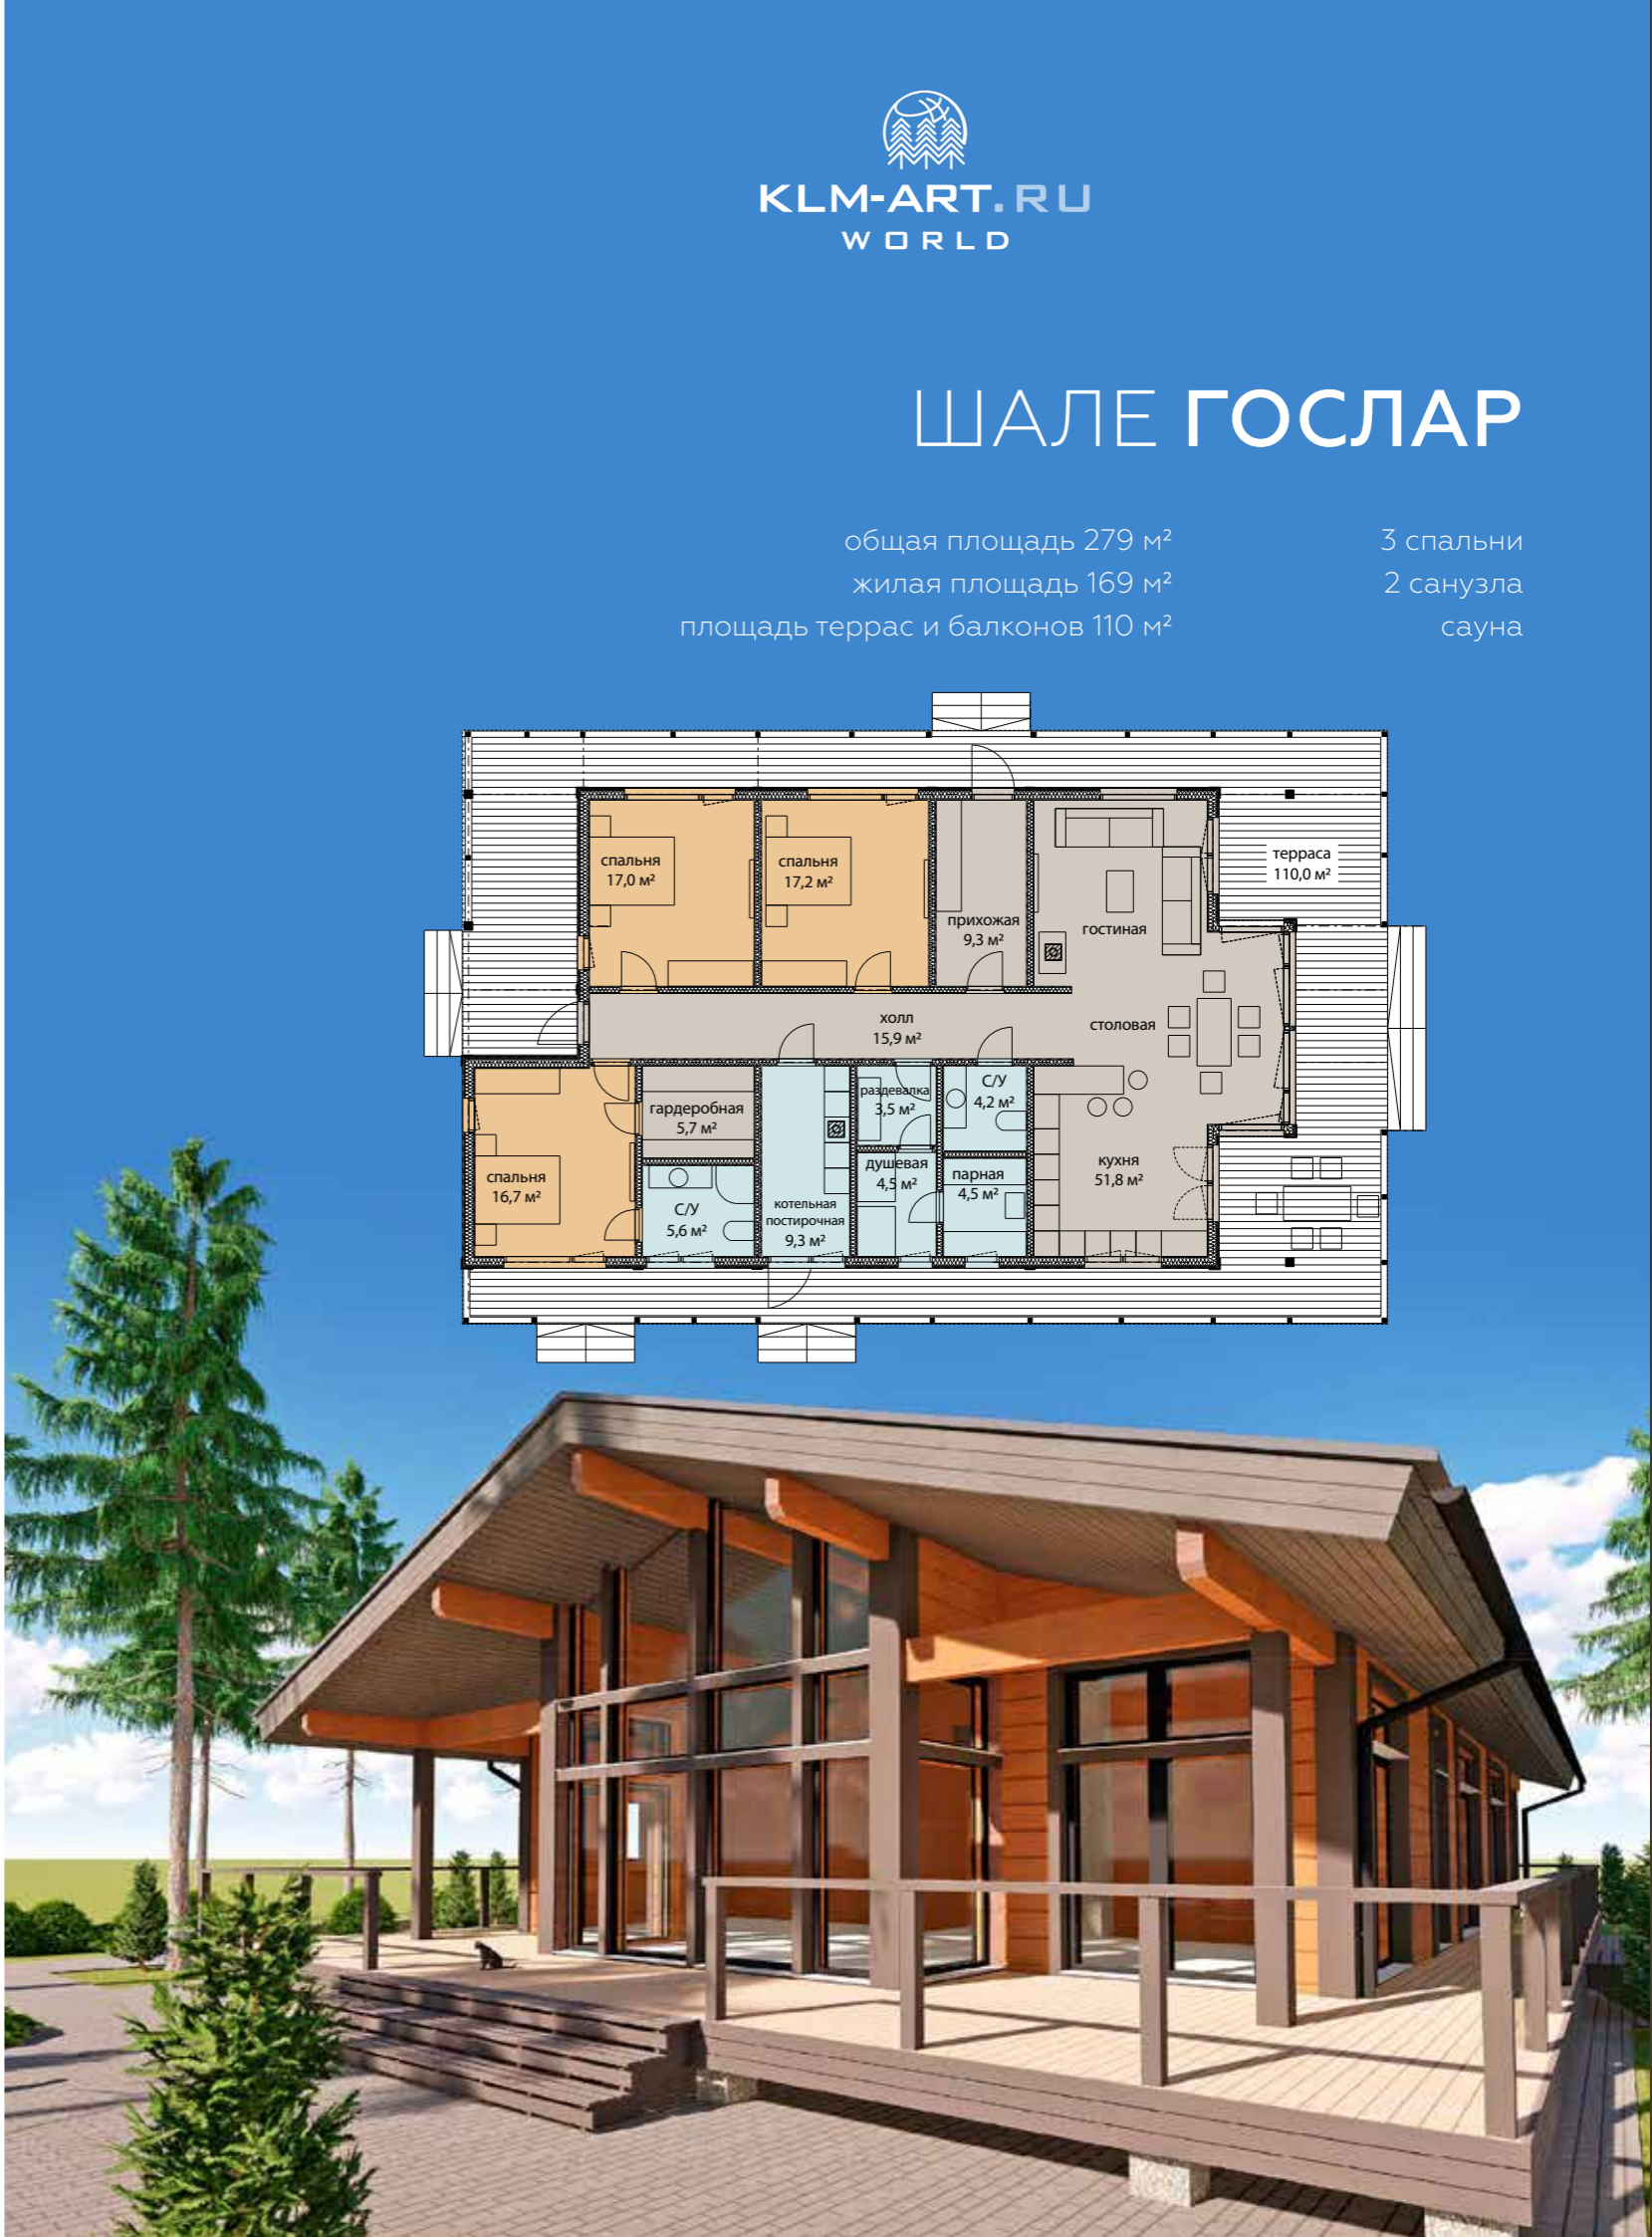 KLM-ART.RU
WORLD
ШАЛЕ ГОСЛАР
общая площадь 279 м²
жилая площадь 169 м²
площадь террас и балконов 110 м²
3 спальни
2 санузла
сауна
спальня
17,0 м²
спальня
17,2 м²
прихожая
9,3 м²
гостиная
терраса
110,0 м²
холл
15,9 м²
столовая
спальня
16,7 м²
гардеробная
5,7 м²
С/У
5,6 м²
котельная
постирочная
9,3 м²
раздевалка
3,5 м²
С/У
4,2 м²
душевая
4,5 м²
парная
4,5 м²
кухня
51,8 м²